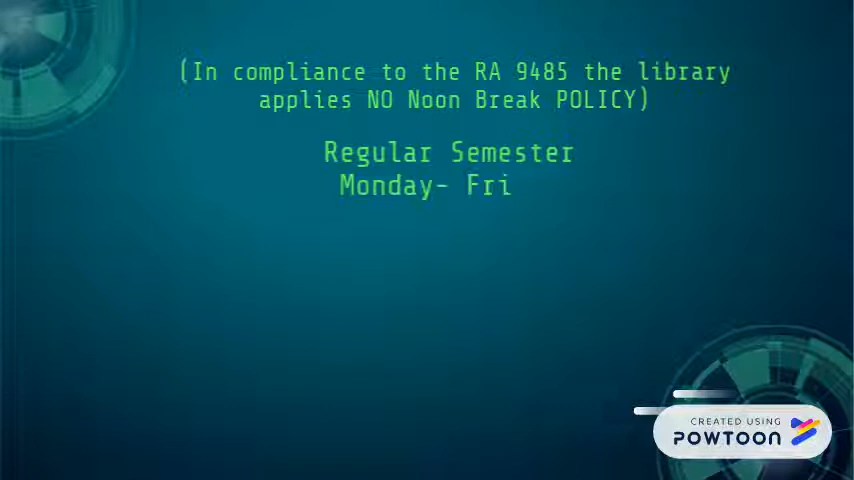 (In compliance to the RA 9485 the library
applies NO Noon Break POLICY)
Regular Semester
Monday- Fri
CREATED USING
POWTOON